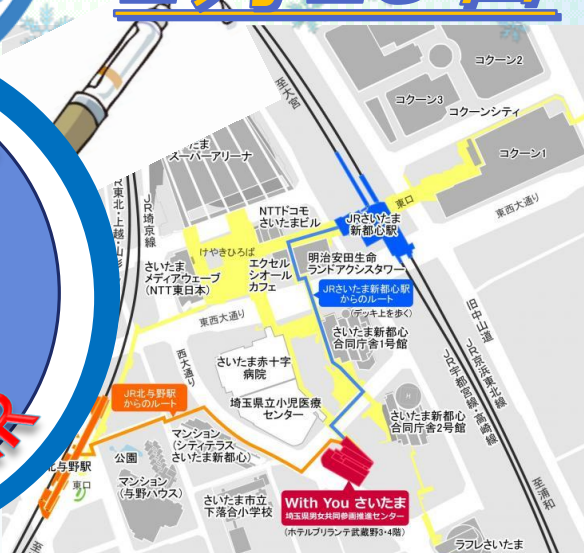 至大宮
コクーン2
コクーン3
コクーンシティ
コクーン1
スーパーアリーナ
JR埼京線
NTTドコモ
さいたまビル
JRさいたま
新都心駅
東口
東西大通り
けやきひろば
さいたま
メディアウェーブ
(NTT東日本)
エクセル
シオール
カフェ
明治安田生命
ランドアクシスタワー
JRさいたま新都心駅
からのルート
(デッキ上を歩く)
東西大通り
さいたま新都心
合同庁舎1号館
旧中山道
JR京浜東北線
JR宇都宮線・高崎線
西大通り
さいたま赤十字
病院
埼玉県立小児医療
センター
JR北与野駅
からのルート
さいたま新都心
合同庁舎2号館
北与野駅
東口
公園
マンション
(シティテラス
さいたま新都心)
マンション
(与野ハウス)
さいたま市立
下落合小学校
With You さいたま
埼玉県男女共同参画推進センター
(ホテルブリランテ武蔵野3・4階)
至浦和
ラフレさいたま